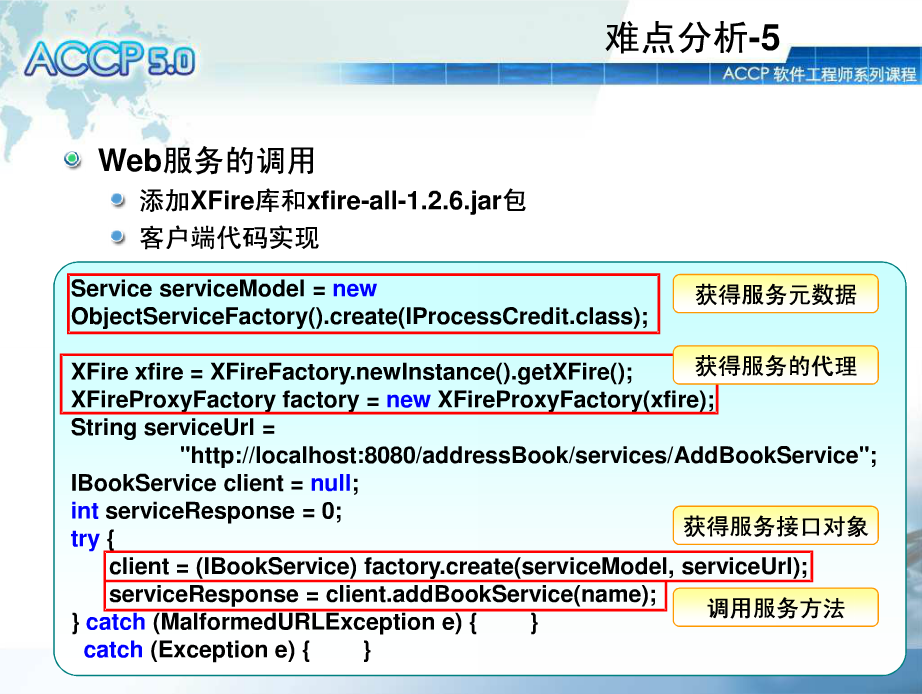 难点分析-5
ACCP 5.0
ACCP 软件工程师系列课程
Web服务的调用
添加XFire库和xfire-all-1.2.6.jar包
客户端代码实现
Service serviceModel = new
ObjectServiceFactory().create(IProcessCredit.class);
获得服务元数据
XFire xfire = XFireFactory.newInstance().getXFire();
获得服务的代理
XFireProxyFactory factory = new XFireProxyFactory(xfire);
String serviceUrl =
"http://localhost:8080/addressBook/services/AddBookService";
IBookService client = null;
int serviceResponse = 0;
try {
获得服务接口对象
client = (IBookService) factory.create(serviceModel, serviceUrl);
serviceResponse = client.addBookService(name);
调用服务方法
} catch (MalformedURLException e) { }
catch (Exception e) { }